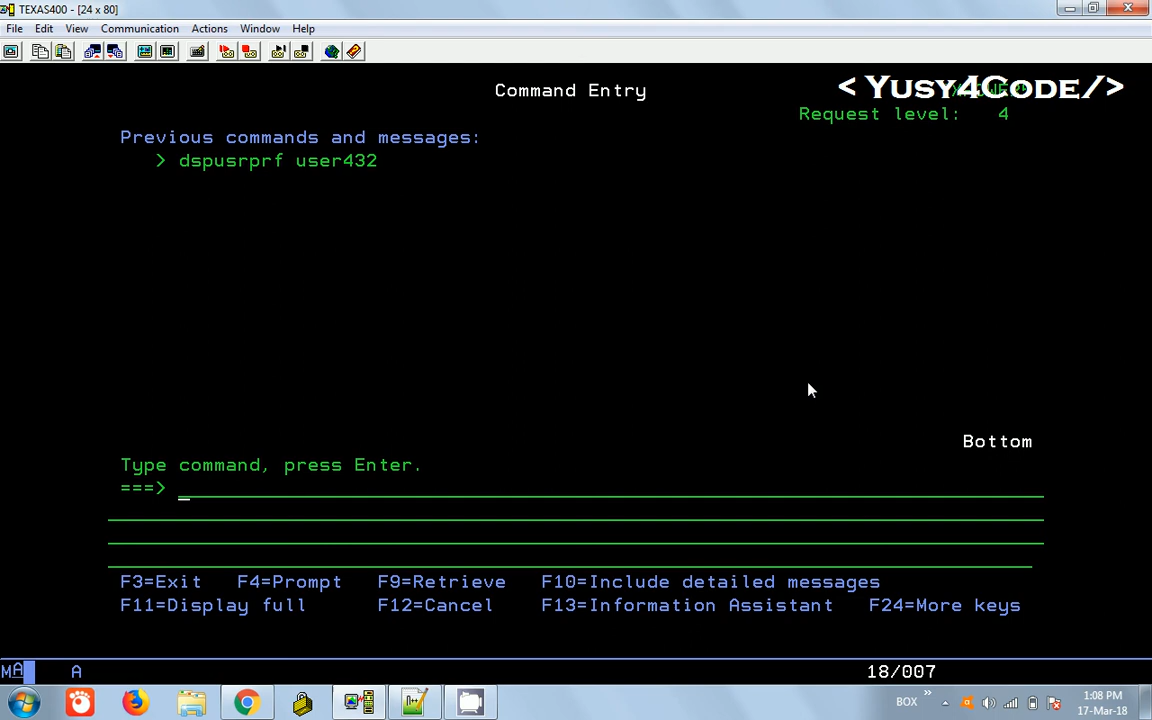 TEXAS400 - [24 x 80]
File Edit View Communication Actions Window Help
Command Entry
< Yusy4Code/>
Request level: 4
Previous commands and messages:
> dspusrprf user432
Bottom
Type command, press Enter.
===>
F3=Exit F4=Prompt F9=Retrieve F10=Include detailed messages
F11=Display full F12=Cancel F13=Information Assistant F24=More keys
MA A 18/007
BOX » 1:08 PM
17-Mar-18